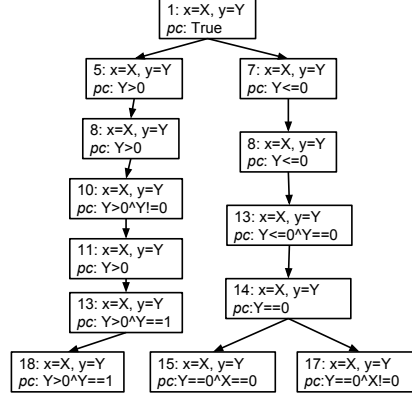 1: x=X, y=Y
pc: True
5: x=X, y=Y
pc: Y>0
7: x=X, y=Y
pc: Y<=0
8: x=X, y=Y
pc: Y>0
8: x=X, y=Y
pc: Y<=0
10: x=X, y=Y
pc: Y>0^Y!=0
13: x=X, y=Y
pc: Y<=0^Y==0
11: x=X, y=Y
pc: Y>0
14: x=X, y=Y
pc:Y==0
13: x=X, y=Y
pc: Y>0^Y==1
18: x=X, y=Y
pc: Y>0^Y==1
15: x=X, y=Y
pc:Y==0^X==0
17: x=X, y=Y
pc:Y==0^X!=0